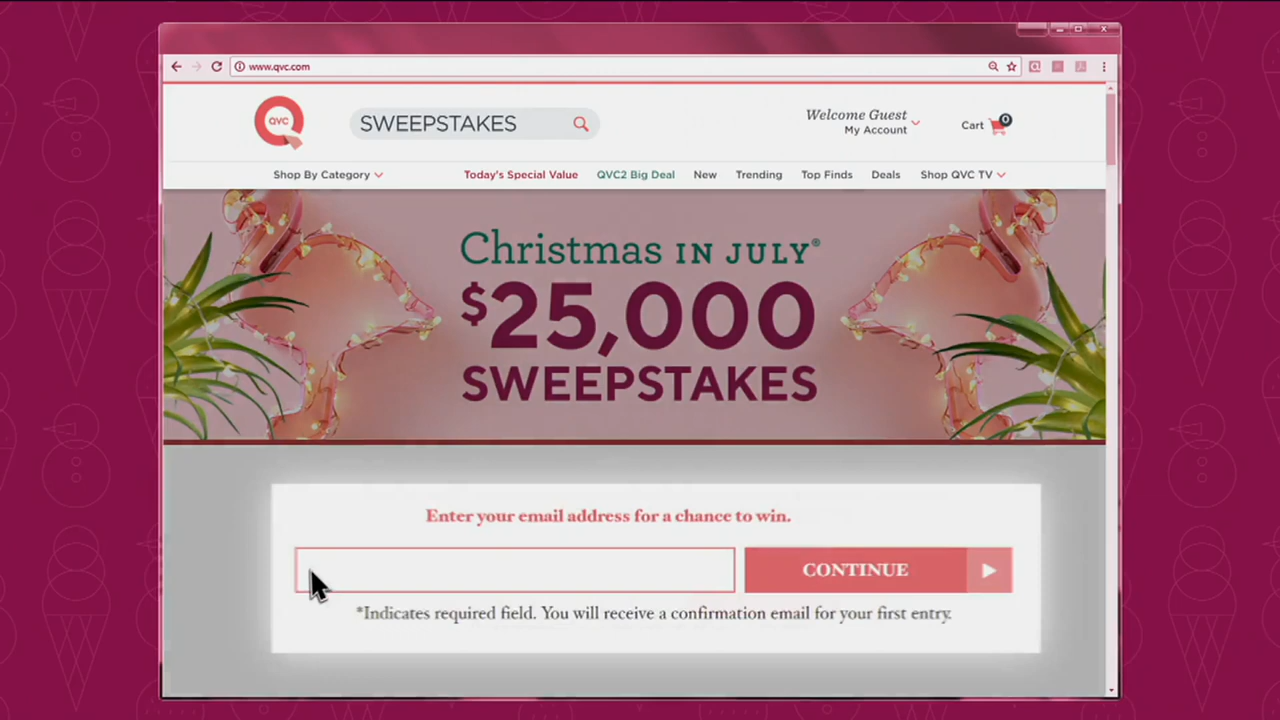 www.qvc.com
QVC
SWEEPSTAKES
Welcome Guest
My Account
Cart
0
Shop By Category
Today's Special Value
QVC2 Big Deal
New
Trending
Top Finds
Deals
Shop QVC TV
Christmas IN JULY®
$25,000
SWEEPSTAKES
Enter your email address for a chance to win.
CONTINUE
*Indicates required field. You will receive a confirmation email for your first entry.